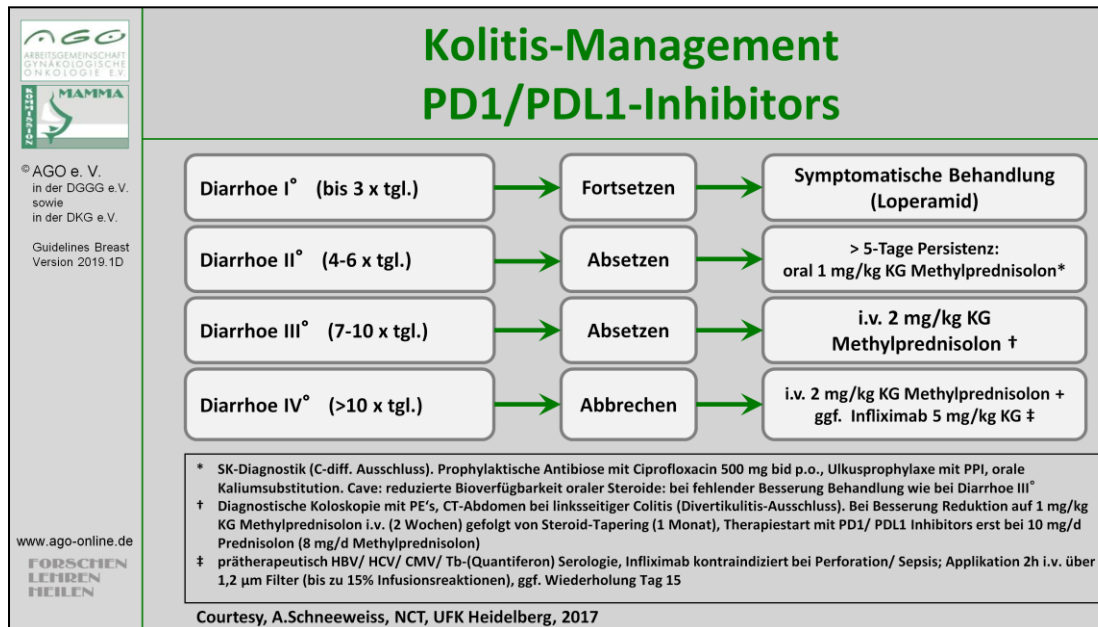 AGO
ARBEITSGEMEINSCHAFT
GYNÄKOLOGISCHE
ONKOLOGIE E.V.
KOMMISSION
MAMMA
© AGO e. V.
in der DGGG e.V.
sowie
in der DKG e.V.
Guidelines Breast
Version 2019.1D
www.ago-online.de
FORSCHEN
LEHREN
HEILEN
Kolitis-Management
PD1/PDL1-Inhibitors
Diarrhoe I° (bis 3 x tgl.)
Fortsetzen
Symptomatische Behandlung
(Loperamid)
Diarrhoe II° (4-6 x tgl.)
Absetzen
> 5-Tage Persistenz:
oral 1 mg/kg KG Methylprednisolon*
Diarrhoe III° (7-10 x tgl.)
Absetzen
i.v. 2 mg/kg KG
Methylprednisolon †
Diarrhoe IV° (>10 x tgl.)
Abbrechen
i.v. 2 mg/kg KG Methylprednisolon +
ggf. Infliximab 5 mg/kg KG ‡
* SK-Diagnostik (C-diff. Ausschluss). Prophylaktische Antibiose mit Ciprofloxacin 500 mg bid p.o., Ulkusprophylaxe mit PPI, orale
Kaliumsubstitution. Cave: reduzierte Bioverfügbarkeit oraler Steroide: bei fehlender Besserung Behandlung wie bei Diarrhoe III°
† Diagnostische Koloskopie mit PE's, CT-Abdomen bei linksseitiger Colitis (Divertikulitis-Ausschluss). Bei Besserung Reduktion auf 1 mg/kg
KG Methylprednisolon i.v. (2 Wochen) gefolgt von Steroid-Tapering (1 Monat), Therapiestart mit PD1/ PDL1 Inhibitors erst bei 10 mg/d
Prednisolon (8 mg/d Methylprednisolon)
‡ prätherapeutisch HBV/ HCV/ CMV/ Tb-(Quantiferon) Serologie, Infliximab kontraindiziert bei Perforation/ Sepsis; Applikation 2h i.v. über
1,2 µm Filter (bis zu 15% Infusionsreaktionen), ggf. Wiederholung Tag 15
Courtesy, A.Schneeweiss, NCT, UFK Heidelberg, 2017